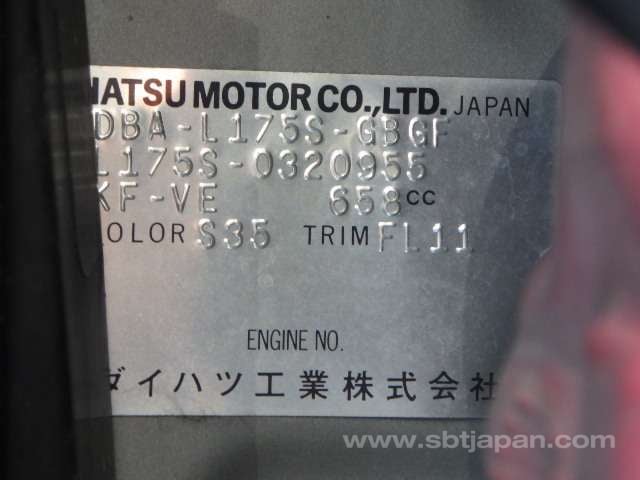 HATSU MOTOR CO.,LTD. JAPAN
DBA-L175S-GBGF
L175S-0320955
KF-VE 658cc
COLOR S35 TRIM FL11
ENGINE NO.
ダイハツ工業株式会社
www.sbtjapan.com